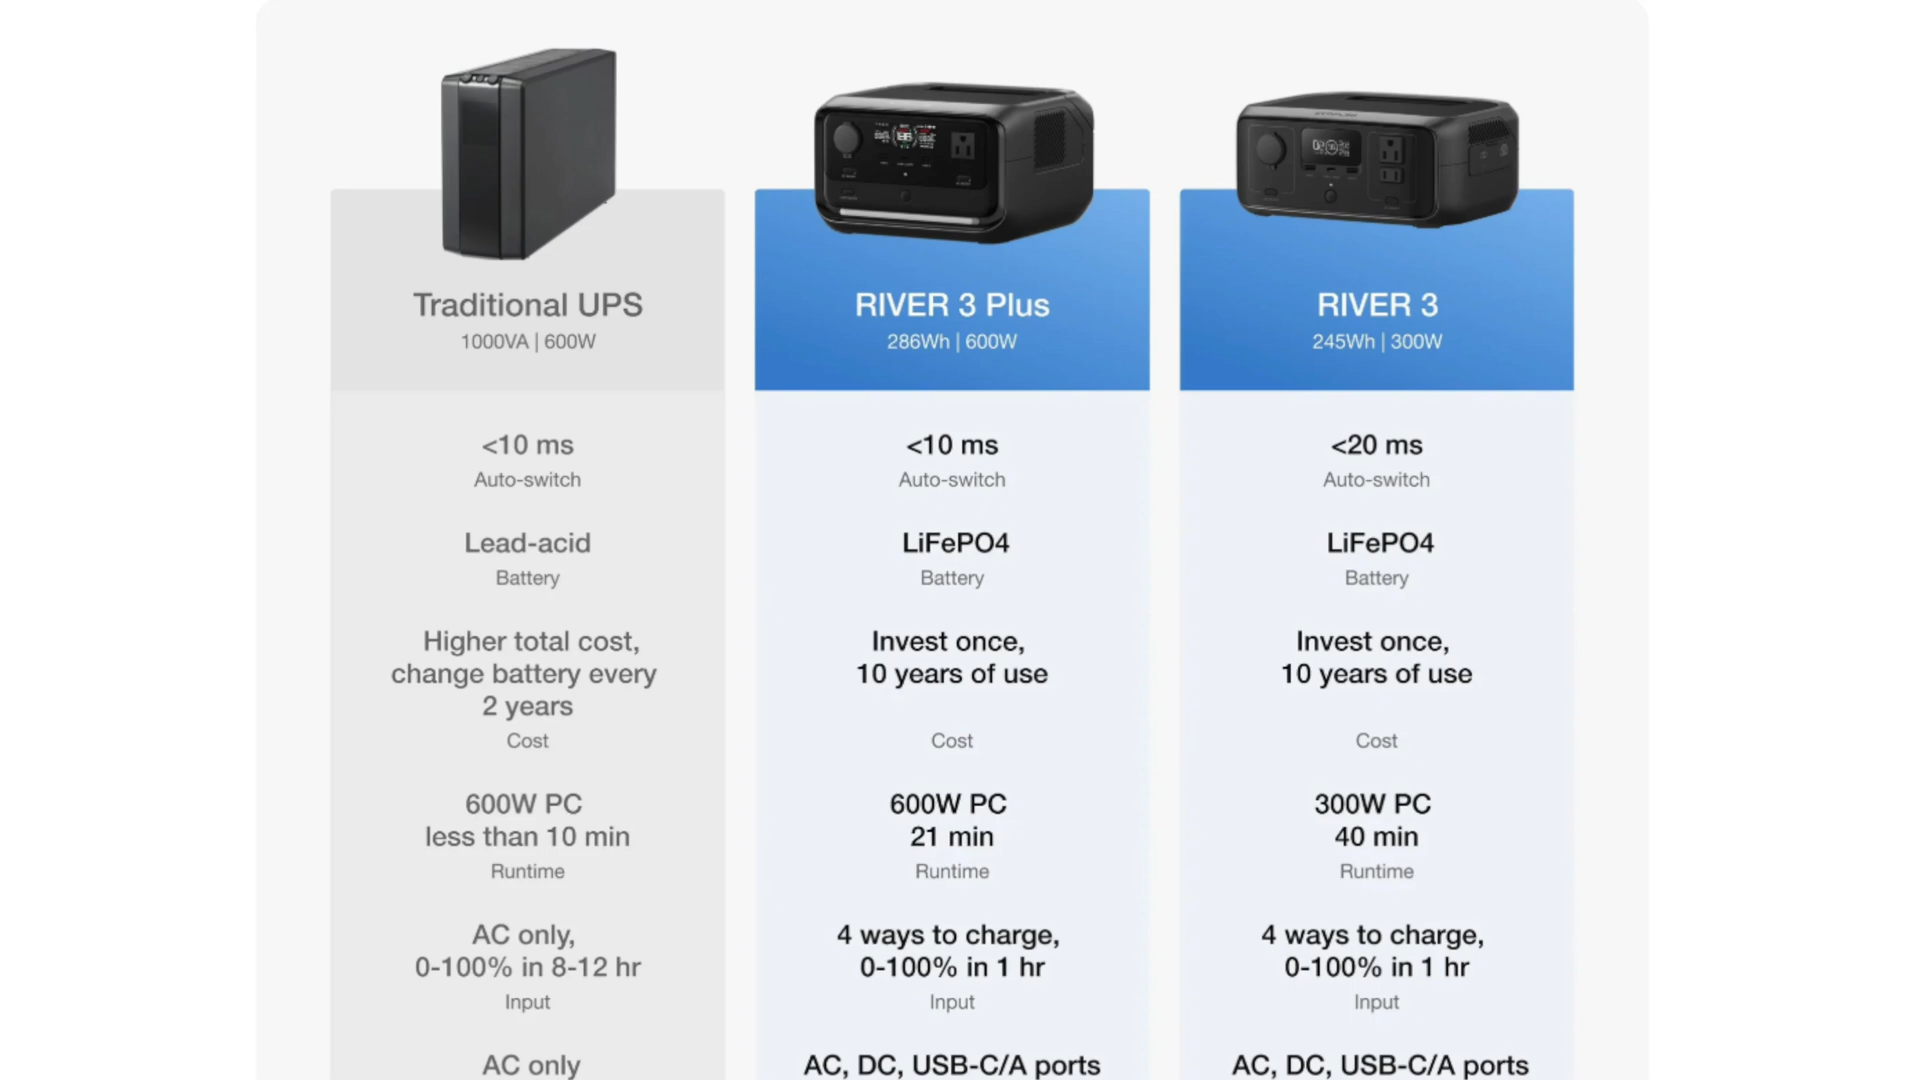 Traditional UPS
1000VA | 600W
<10 ms
Auto-switch
Lead-acid
Battery
Higher total cost,
change battery every
2 years
Cost
600W PC
less than 10 min
Runtime
AC only,
0-100% in 8-12 hr
Input
AC only
RIVER 3 Plus
286Wh | 600W
<10 ms
Auto-switch
LiFePO4
Battery
Invest once,
10 years of use
Cost
600W PC
21 min
Runtime
4 ways to charge,
0-100% in 1 hr
Input
AC, DC, USB-C/A ports
RIVER 3
245Wh | 300W
<20 ms
Auto-switch
LiFePO4
Battery
Invest once,
10 years of use
Cost
300W PC
40 min
Runtime
4 ways to charge,
0-100% in 1 hr
Input
AC, DC, USB-C/A ports